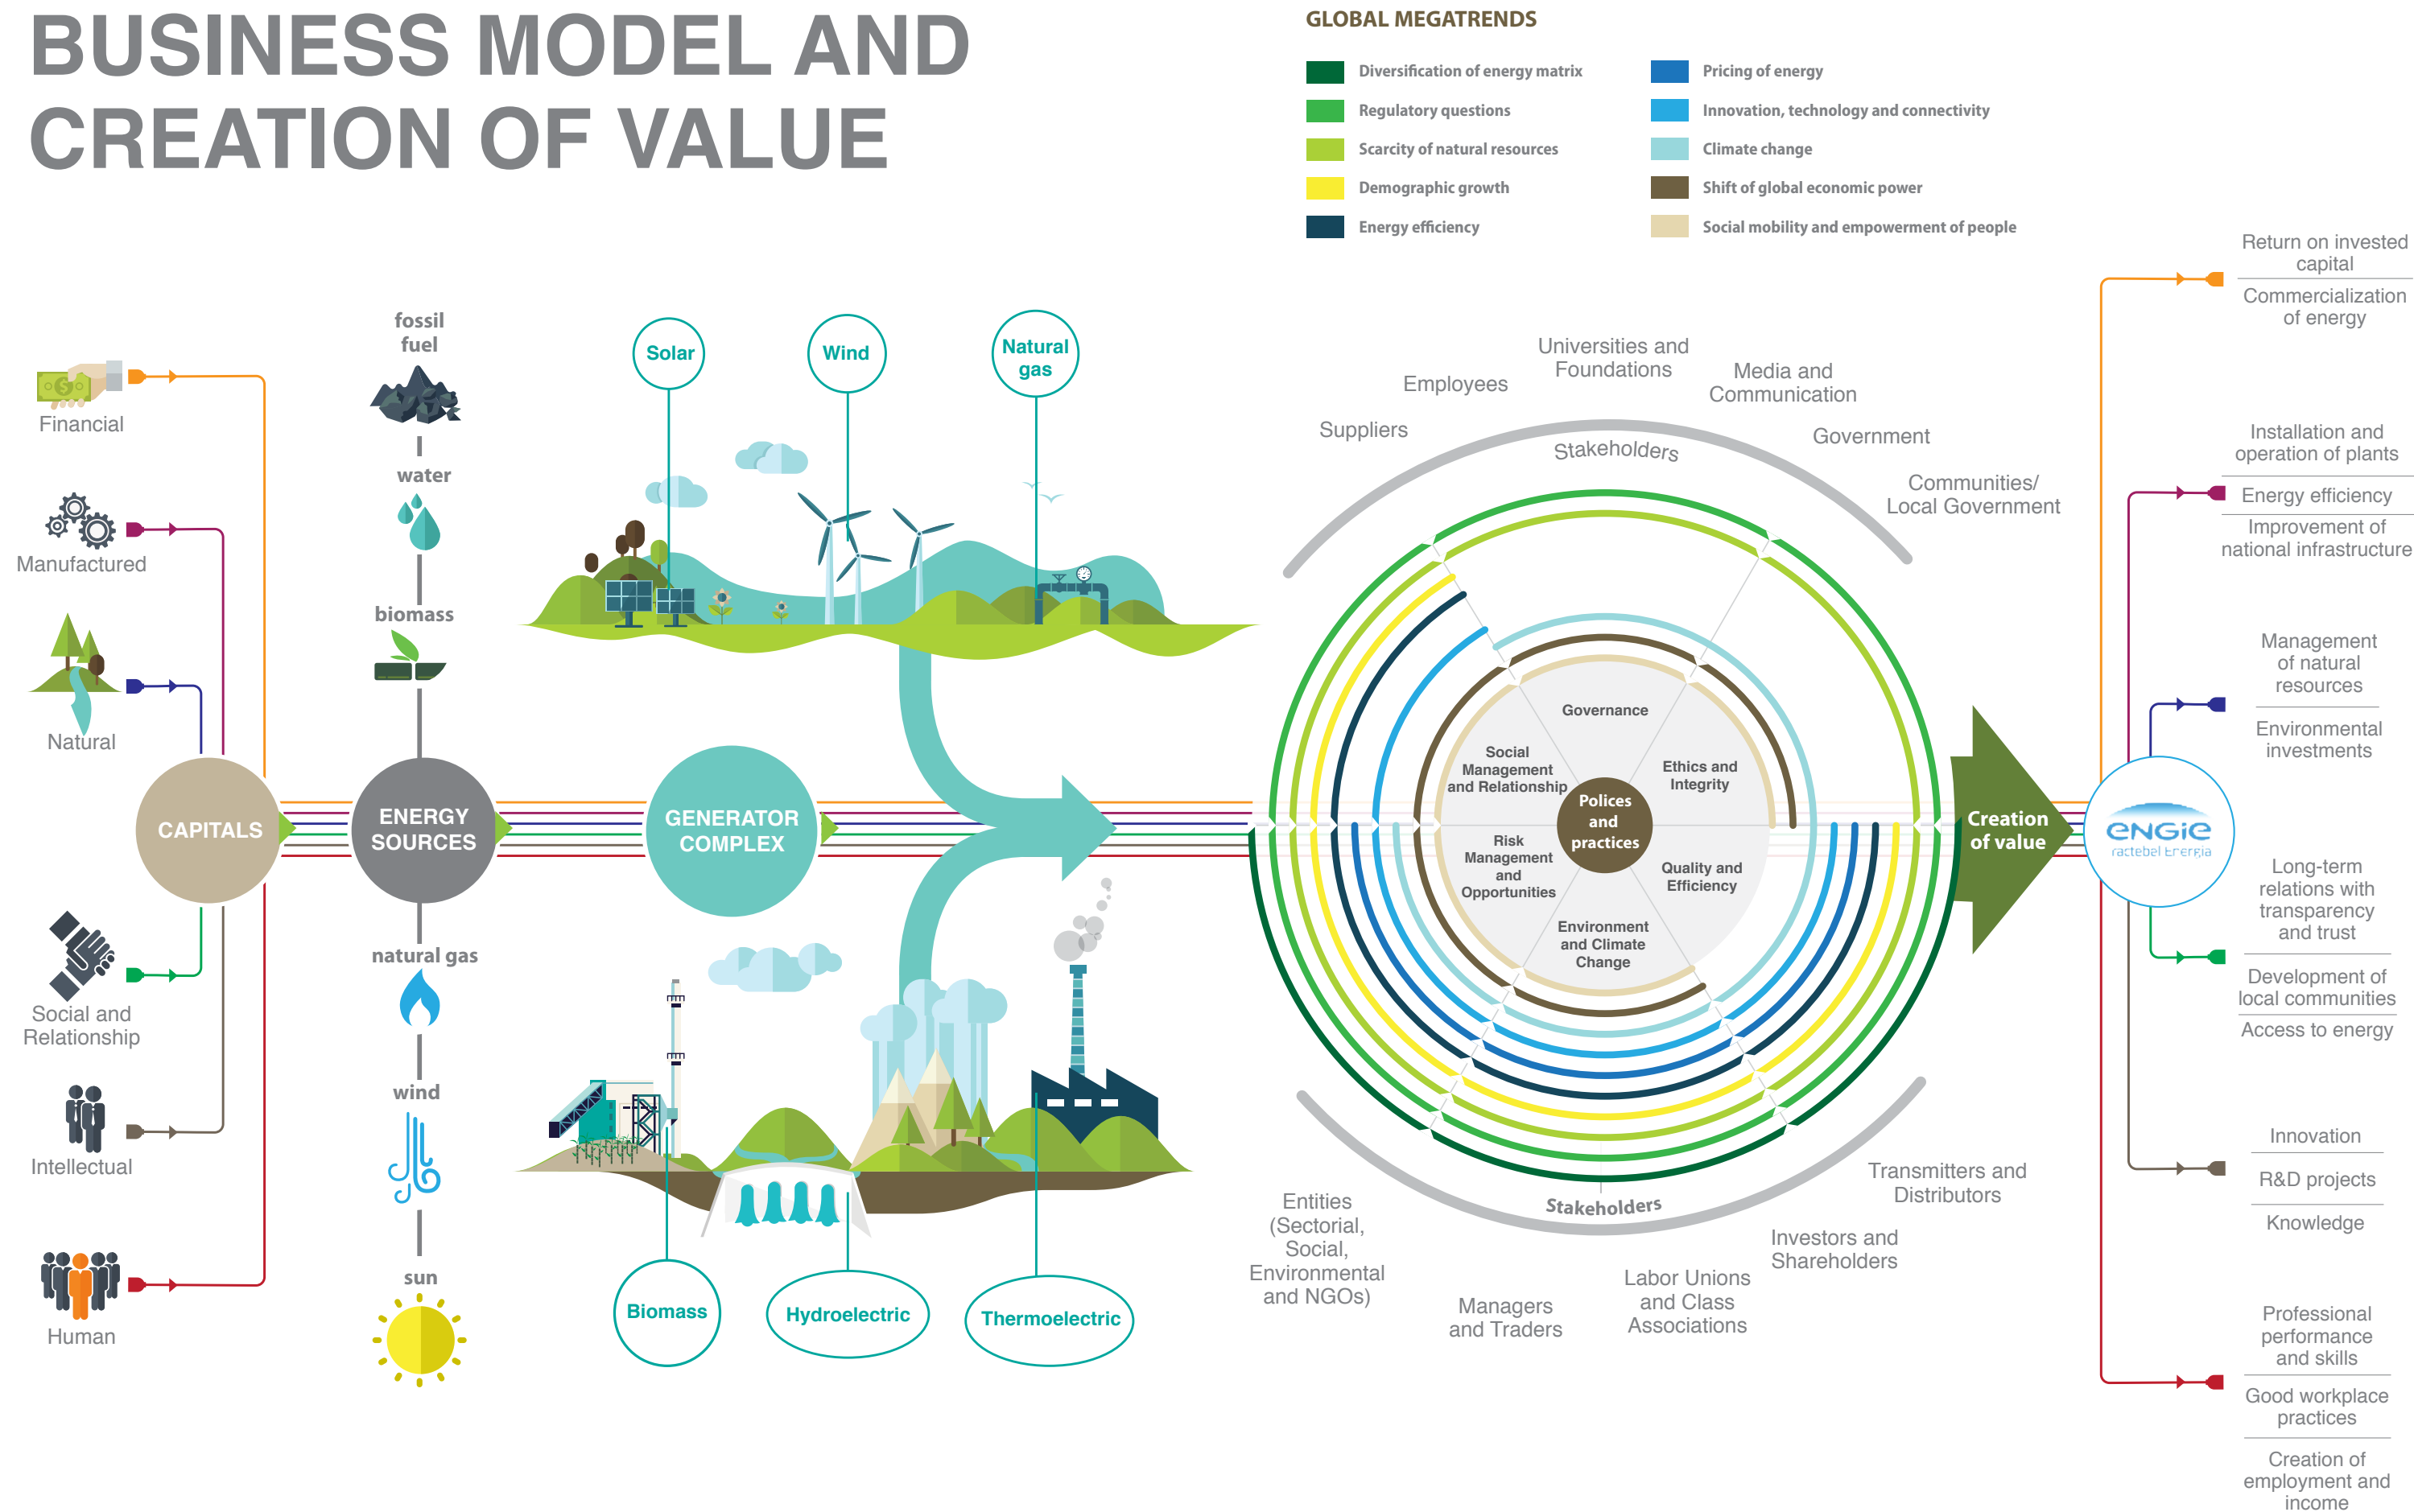 BUSINESS MODEL AND
CREATION OF VALUE
GLOBAL MEGATRENDS
Diversification of energy matrix
Regulatory questions
Scarcity of natural resources
Demographic growth
Energy efficiency
Pricing of energy
Innovation, technology and connectivity
Climate change
Shift of global economic power
Social mobility and empowerment of people
Financial
Manufactured
Natural
CAPITALS
Social and
Relationship
Intellectual
Human
fossil
fuel
water
biomass
ENERGY
SOURCES
natural gas
wind
sun
Solar
Wind
Natural
gas
GENERATOR
COMPLEX
Biomass
Hydroelectric
Thermoelectric
Suppliers
Employees
Universities and
Foundations
Media and
Communication
Government
Communities/
Local Government
Stakeholders
Governance
Social
Management
and Relationship
Ethics and
Integrity
Polices
and
practices
Risk
Management
and
Opportunities
Quality and
Efficiency
Environment
and Climate
Change
Stakeholders
Entities
(Sectorial,
Social,
Environmental
and NGOs)
Managers
and Traders
Labor Unions
and Class
Associations
Investors and
Shareholders
Transmitters and
Distributors
Creation
of value
ENGIE
ractebel Energia
Return on invested
capital
Commercialization
of energy
Installation and
operation of plants
Energy efficiency
Improvement of
national infrastructure
Management
of natural
resources
Environmental
investments
Long-term
relations with
transparency
and trust
Development of
local communities
Access to energy
Innovation
R&D projects
Knowledge
Professional
performance
and skills
Good workplace
practices
Creation of
employment and
income